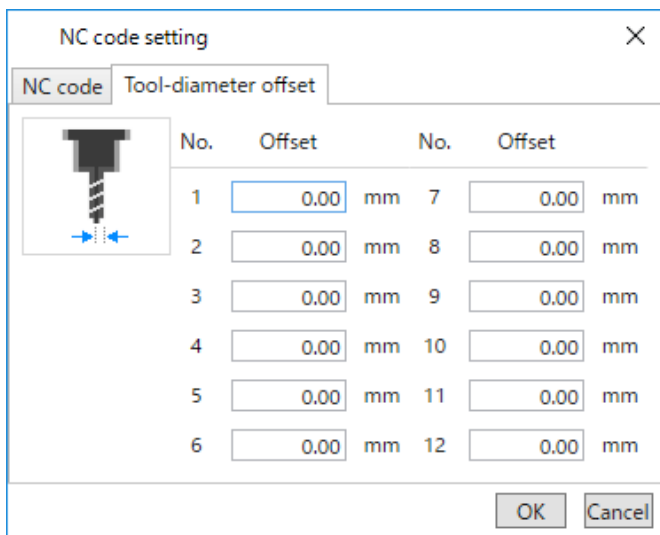 NC code setting
NC code Tool-diameter offset
No. Offset No. Offset
1 0.00 mm 7 0.00 mm
2 0.00 mm 8 0.00 mm
3 0.00 mm 9 0.00 mm
4 0.00 mm 10 0.00 mm
5 0.00 mm 11 0.00 mm
6 0.00 mm 12 0.00 mm
OK Cancel